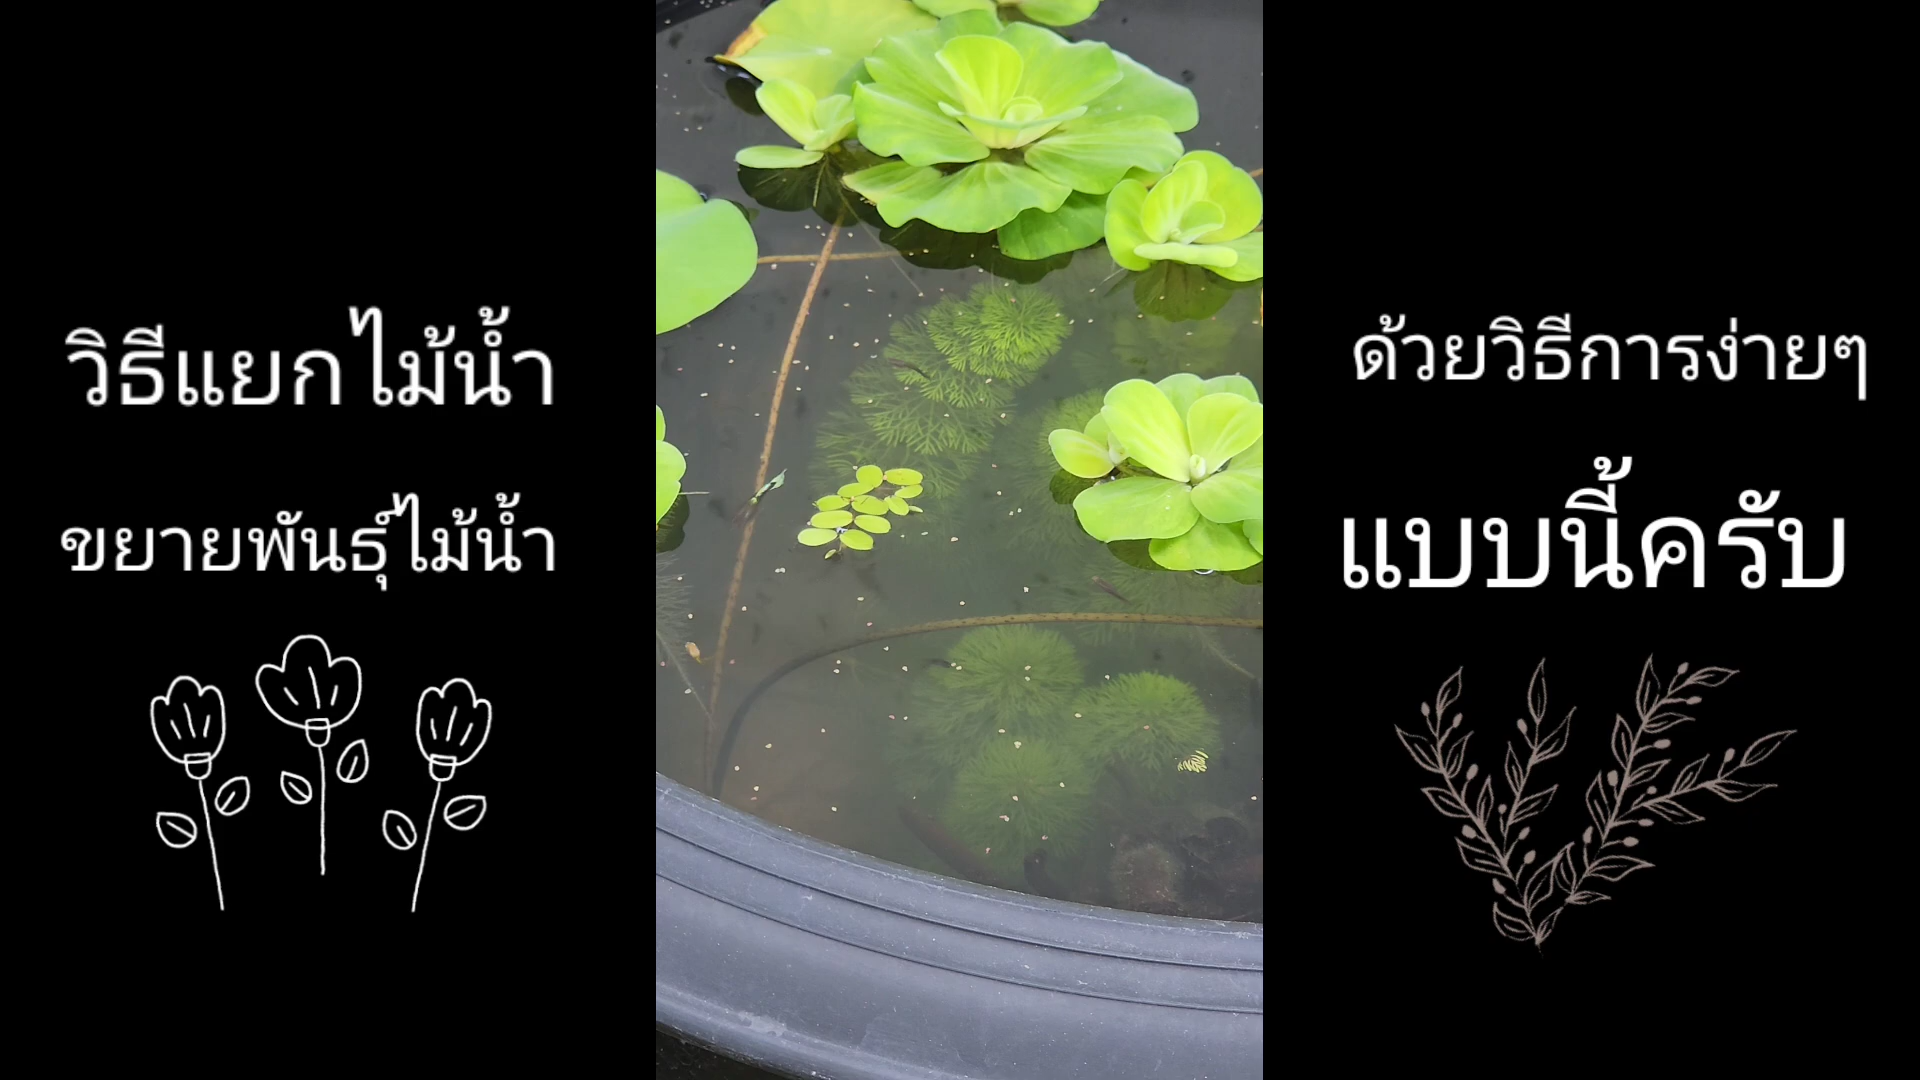 วิธีแยกไม้น้ำ
ขยายพันธุ์ไม้น้ำ
ด้วยวิธีการง่ายๆ
แบบนี้ครับ